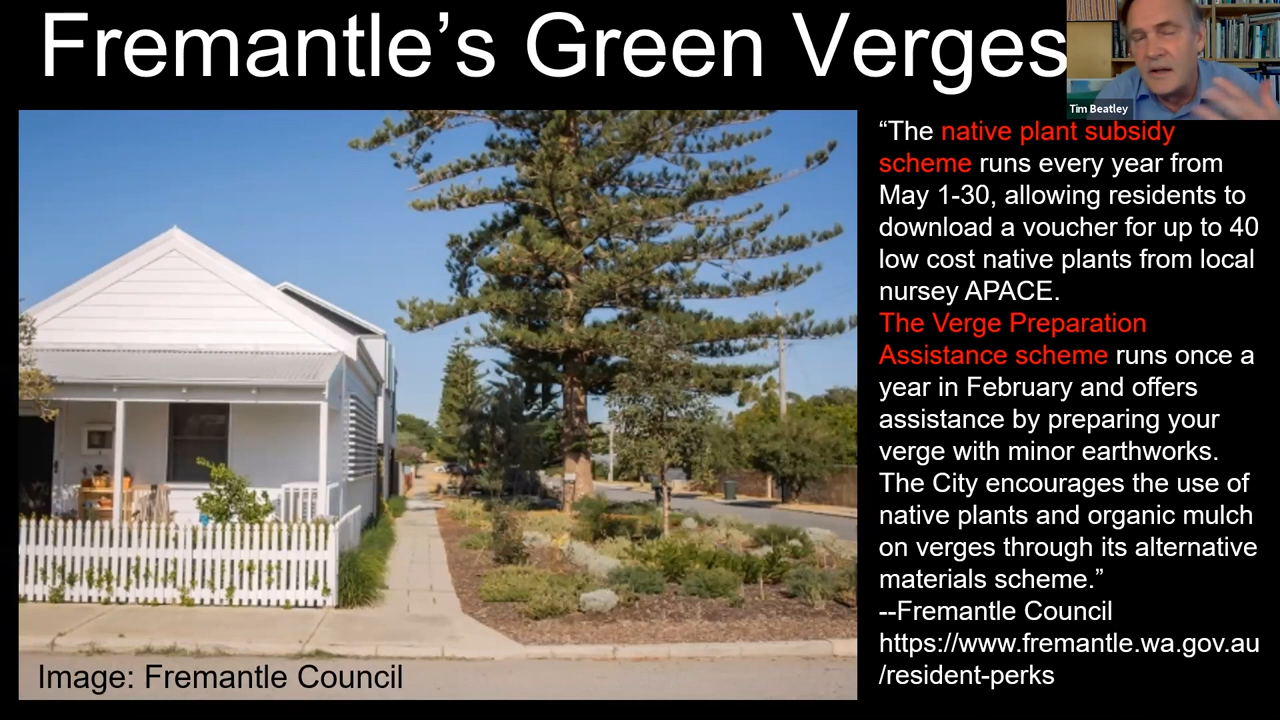 Fremantle's Green Verges
Tim Beatley
“The native plant subsidy
scheme runs every year from
May 1-30, allowing residents to
download a voucher for up to 40
low cost native plants from local
nursey APACE.
The Verge Preparation
Assistance scheme runs once a
year in February and offers
assistance by preparing your
verge with minor earthworks.
The City encourages the use of
native plants and organic mulch
on verges through its alternative
materials scheme.”
--Fremantle Council
https://www.fremantle.wa.gov.au
/resident-perks
Image: Fremantle Council